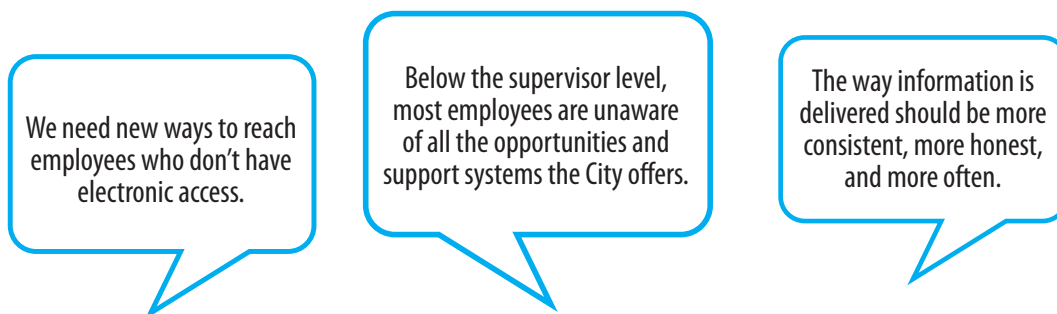 We need new ways to reach
employees who don’t have
electronic access.
Below the supervisor level,
most employees are unaware
of all the opportunities and
support systems the City offers.
The way information is
delivered should be more
consistent, more honest,
and more often.